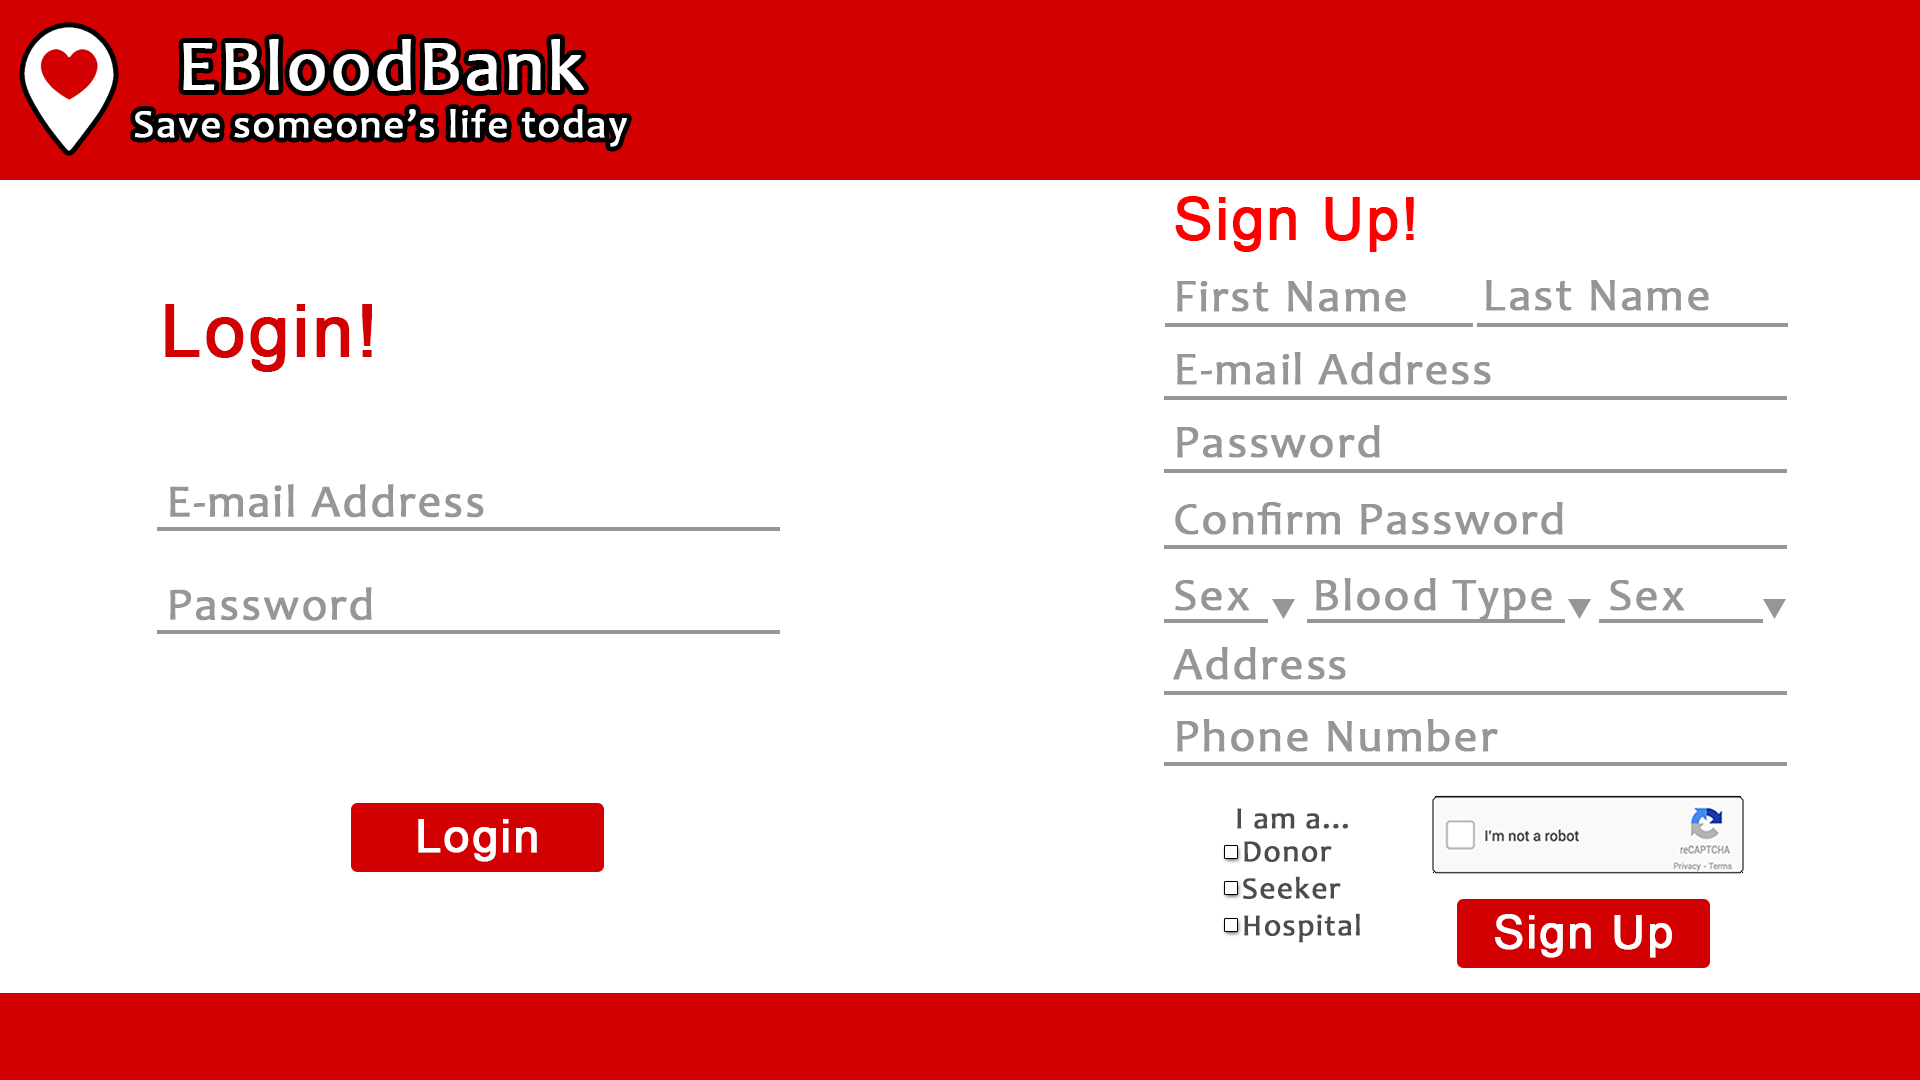 EBloodBank
Save someone’s life today
Login!
E-mail Address
Password
Login
Sign Up!
First Name Last Name
E-mail Address
Password
Confirm Password
Sex Blood Type Sex
Address
Phone Number
I am a...
Donor
Seeker
Hospital
I'm not a robot
reCAPTCHA
Privacy - Terms
Sign Up